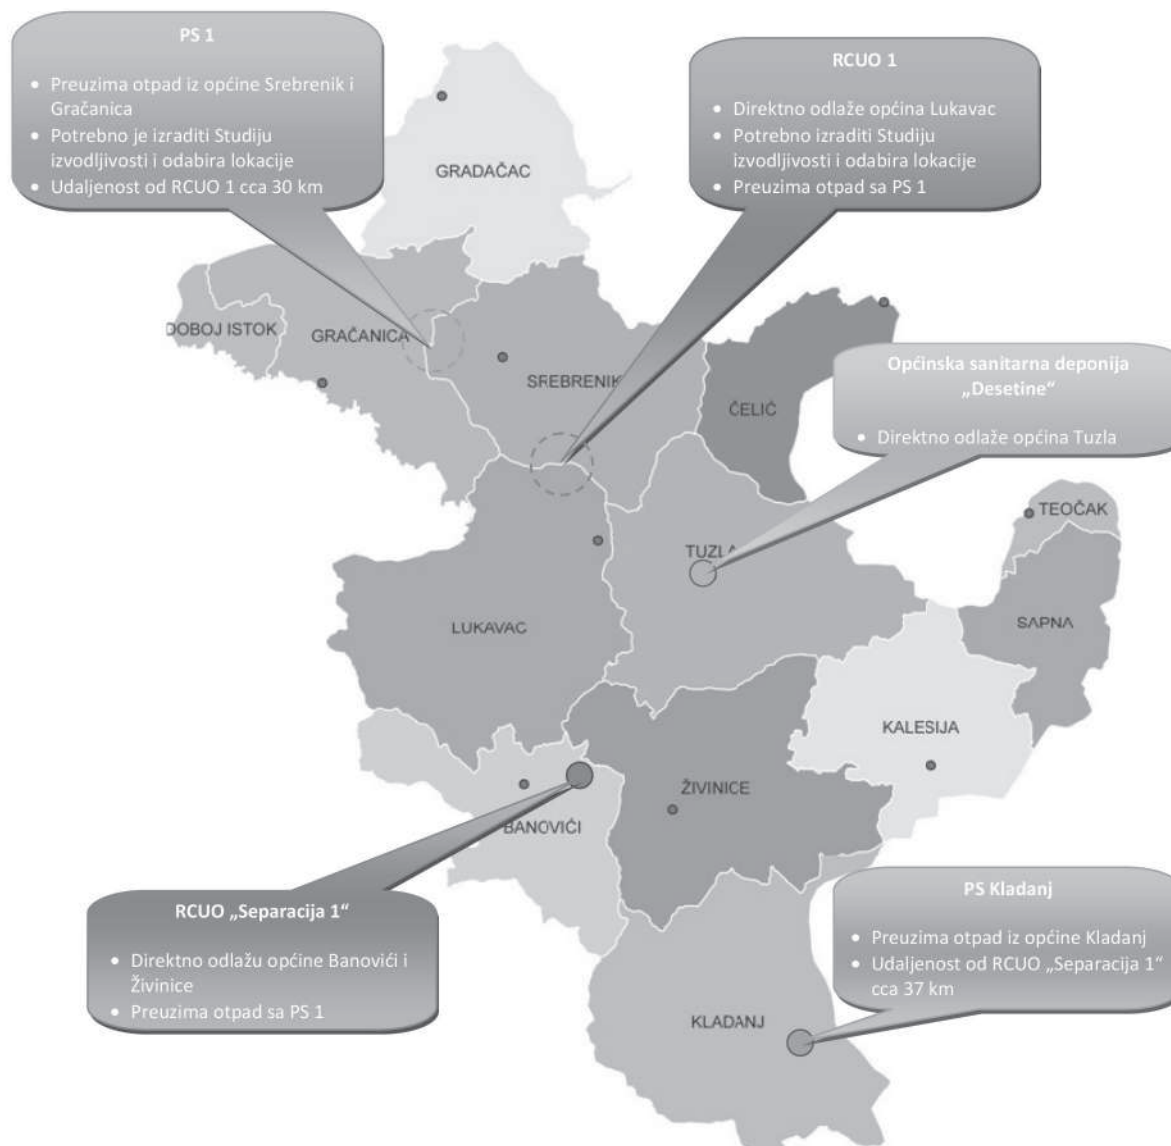 PS 1
• Preuzima otpad iz općine Srebrenik i
Gračanica
• Potrebno je izraditi Studiju
izvodljivosti i odabira lokacije
• Udaljenost od RCUO 1 cca 30 km
RCUO 1
• Direktno odlaže općina Lukavac
• Potrebno izraditi Studiju
izvodljivosti i odabira lokacije
• Preuzima otpad sa PS 1
GRADAČAC
DOBOJ ISTOK
GRAČANICA
SREBRENIK
ČELIĆ
Općinska sanitarna deponija
„Desetine“
• Direktno odlaže općina Tuzla
TEOČAK
TUZLA
SAPNA
LUKAVAC
KALESIJA
ŽIVINICE
BANOVIĆI
RCUO „Separacija 1“
• Direktno odlažu općine Banovići i
Živinice
• Preuzima otpad sa PS 1
PS Kladanj
• Preuzima otpad iz općine Kladanj
• Udaljenost od RCUO „Separacija 1“
cca 37 km
KLADANJ